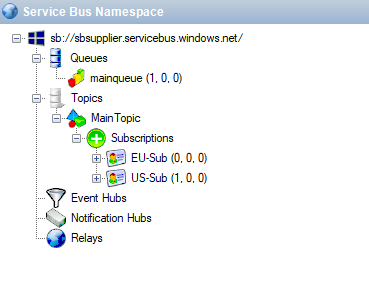 Service Bus Namespace
sb://sbsupplier.servicebus.windows.net/
Queues
mainqueue (1, 0, 0)
Topics
MainTopic
Subscriptions
EU-Sub (0, 0, 0)
US-Sub (1, 0, 0)
Event Hubs
Notification Hubs
Relays